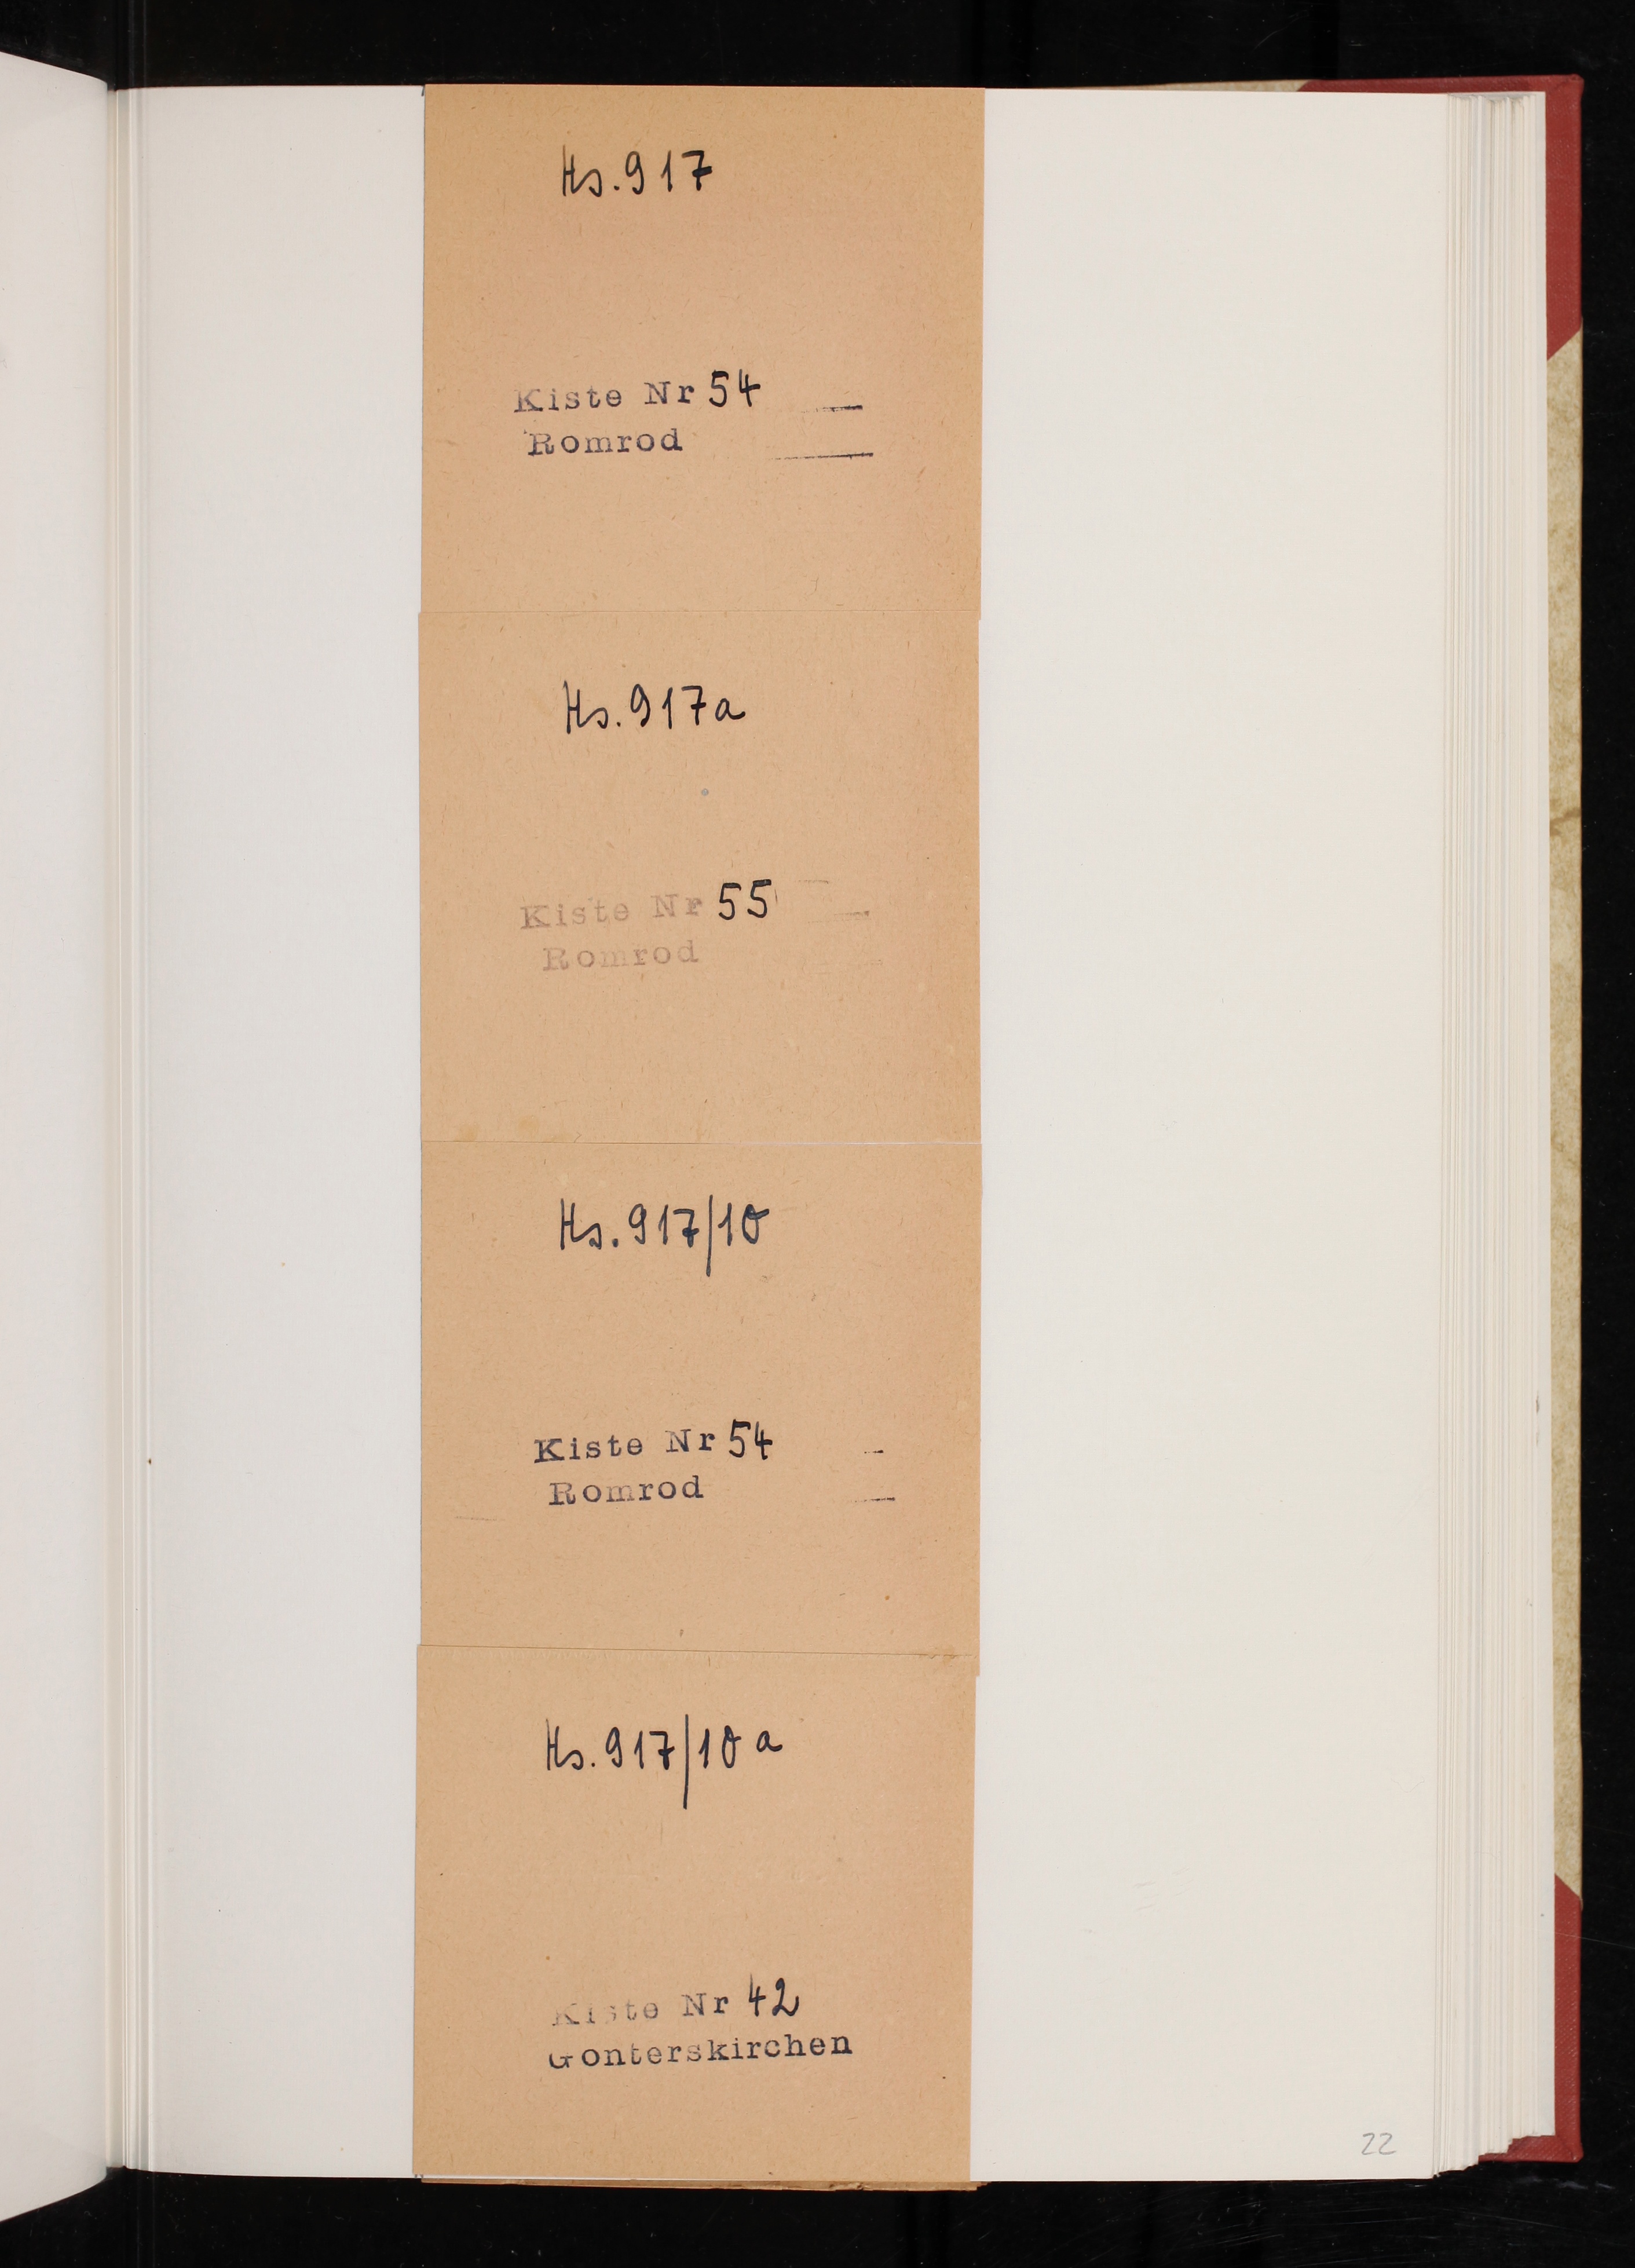 Hs. 917
Kiste Nr 54
Romrod
Hs. 917a
Kiste Nr 55
Romrod
Hs. 917/10
Kiste Nr 54
Romrod
Hs. 917/10 a
Kiste Nr 42
Gonterskirchen
22